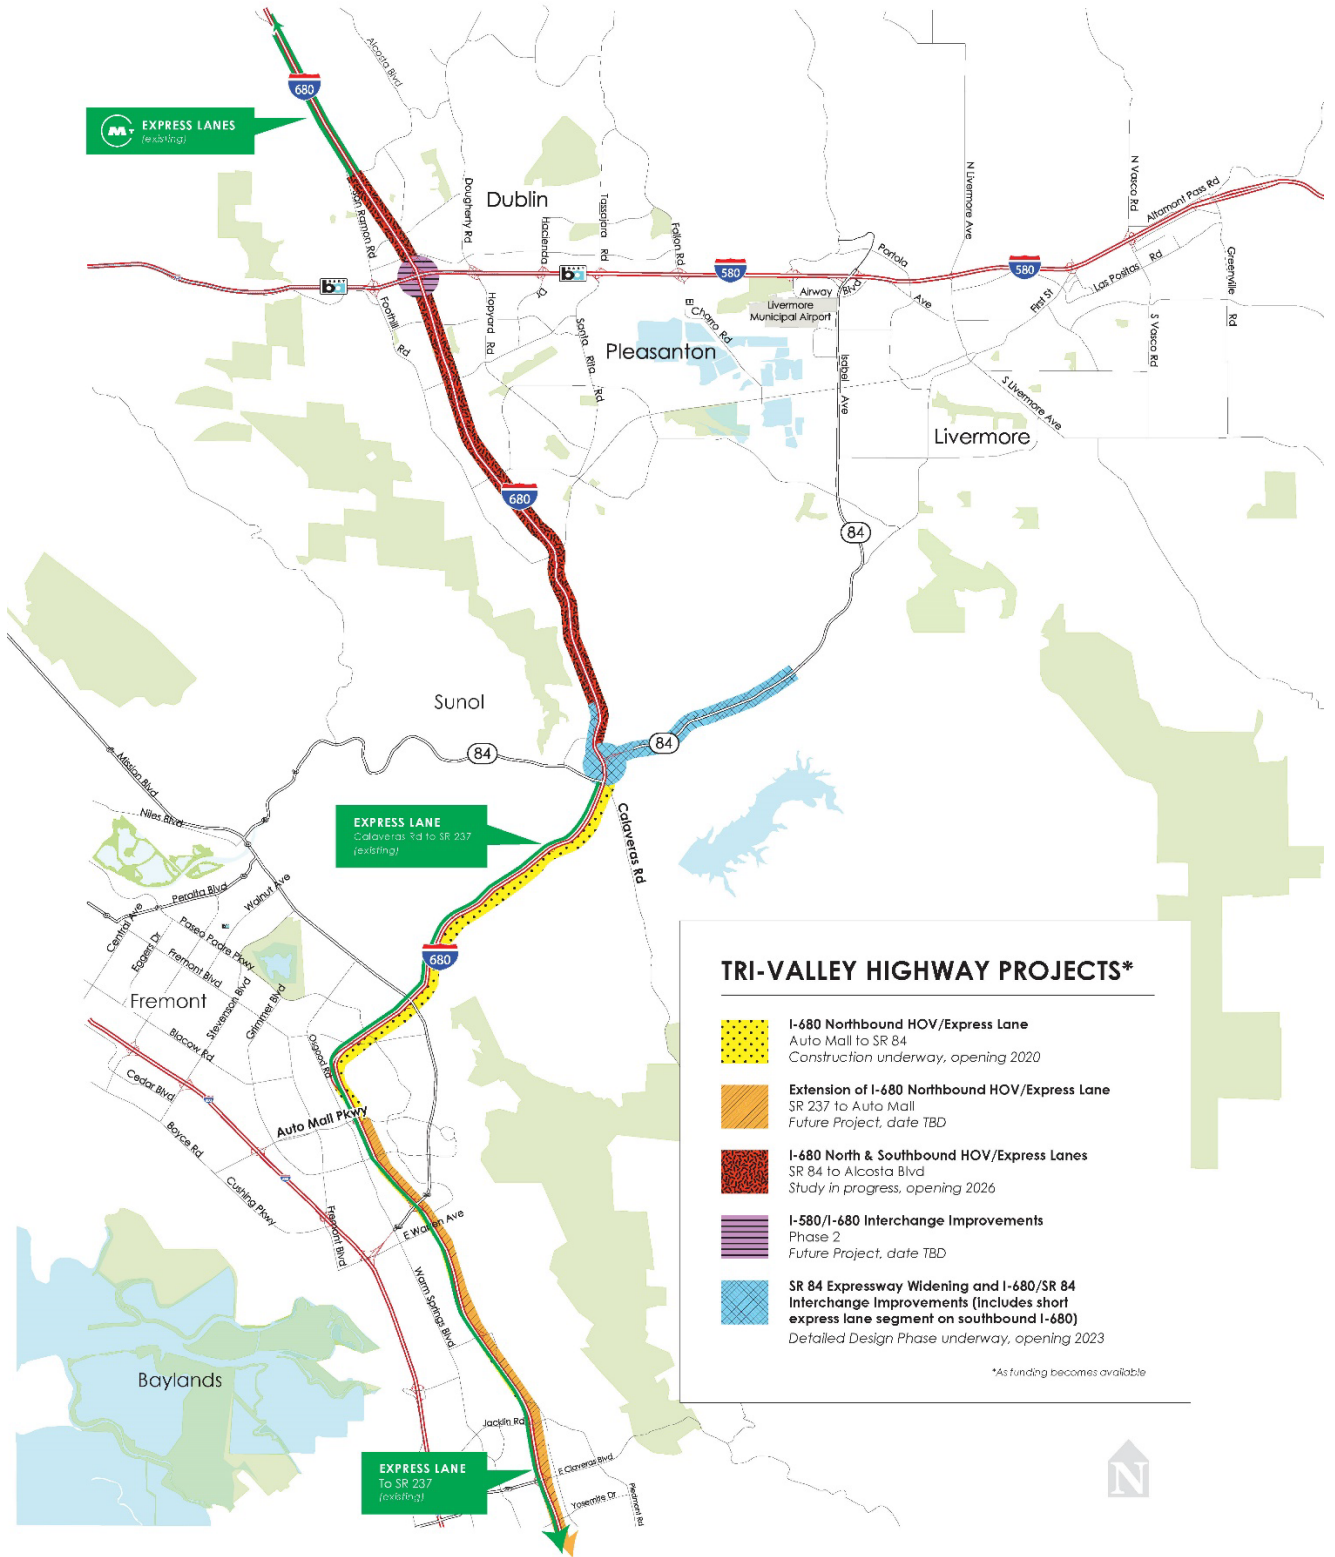 Alcosta Blvd
680
EXPRESS LANES
(existing)
San Ramon Rd
Dougherty Rd
Dublin
Hacienda
Dr
Tassajara Rd
Fallon Rd
N Livermore Ave
N Vasco Rd
Altamont Pass Rd
Greenville
Rd
Portola
Ave
580
580
Las Positas Rd
First St
Airway Blvd
Livermore
Municipal Airport
El Charro Rd
Foothill
Rd
Hopyard Rd
Santa Rita Rd
Pleasanton
Isabel Ave
S Vasco Rd
S Livermore Ave
Livermore
680
84
Sunol
84
84
Mission Blvd
Niles Blvd
EXPRESS LANE
Calaveras Rd to SR 237
(existing)
Calaveras Rd
Peralta Blvd
Walnut Ave
Central Ave
Eggers Dr
Paseo Padre Pkwy
Fremont Blvd
Stevenson Blvd
Grimmer Blvd
680
Fremont
Blacow Rd
Osgood Rd
Cedar Blvd
Boyce Rd
Auto Mall Pkwy
Cushing Pkwy
Fremont Blvd
E Warren Ave
Warm Springs Blvd
Baylands
Jacklin Rd
E Claveras Blvd
Yosemite Dr
Piedmont Rd
EXPRESS LANE
To SR 237
(existing)
TRI-VALLEY HIGHWAY PROJECTS*
I-680 Northbound HOV/Express Lane
Auto Mall to SR 84
Construction underway, opening 2020
Extension of I-680 Northbound HOV/Express Lane
SR 237 to Auto Mall
Future Project, date TBD
I-680 North & Southbound HOV/Express Lanes
SR 84 to Alcosta Blvd
Study in progress, opening 2026
I-580/I-680 Interchange Improvements
Phase 2
Future Project, date TBD
SR 84 Expressway Widening and I-680/SR 84
Interchange Improvements (Includes short
express lane segment on southbound I-680)
Detailed Design Phase underway, opening 2023
*As funding becomes available
N